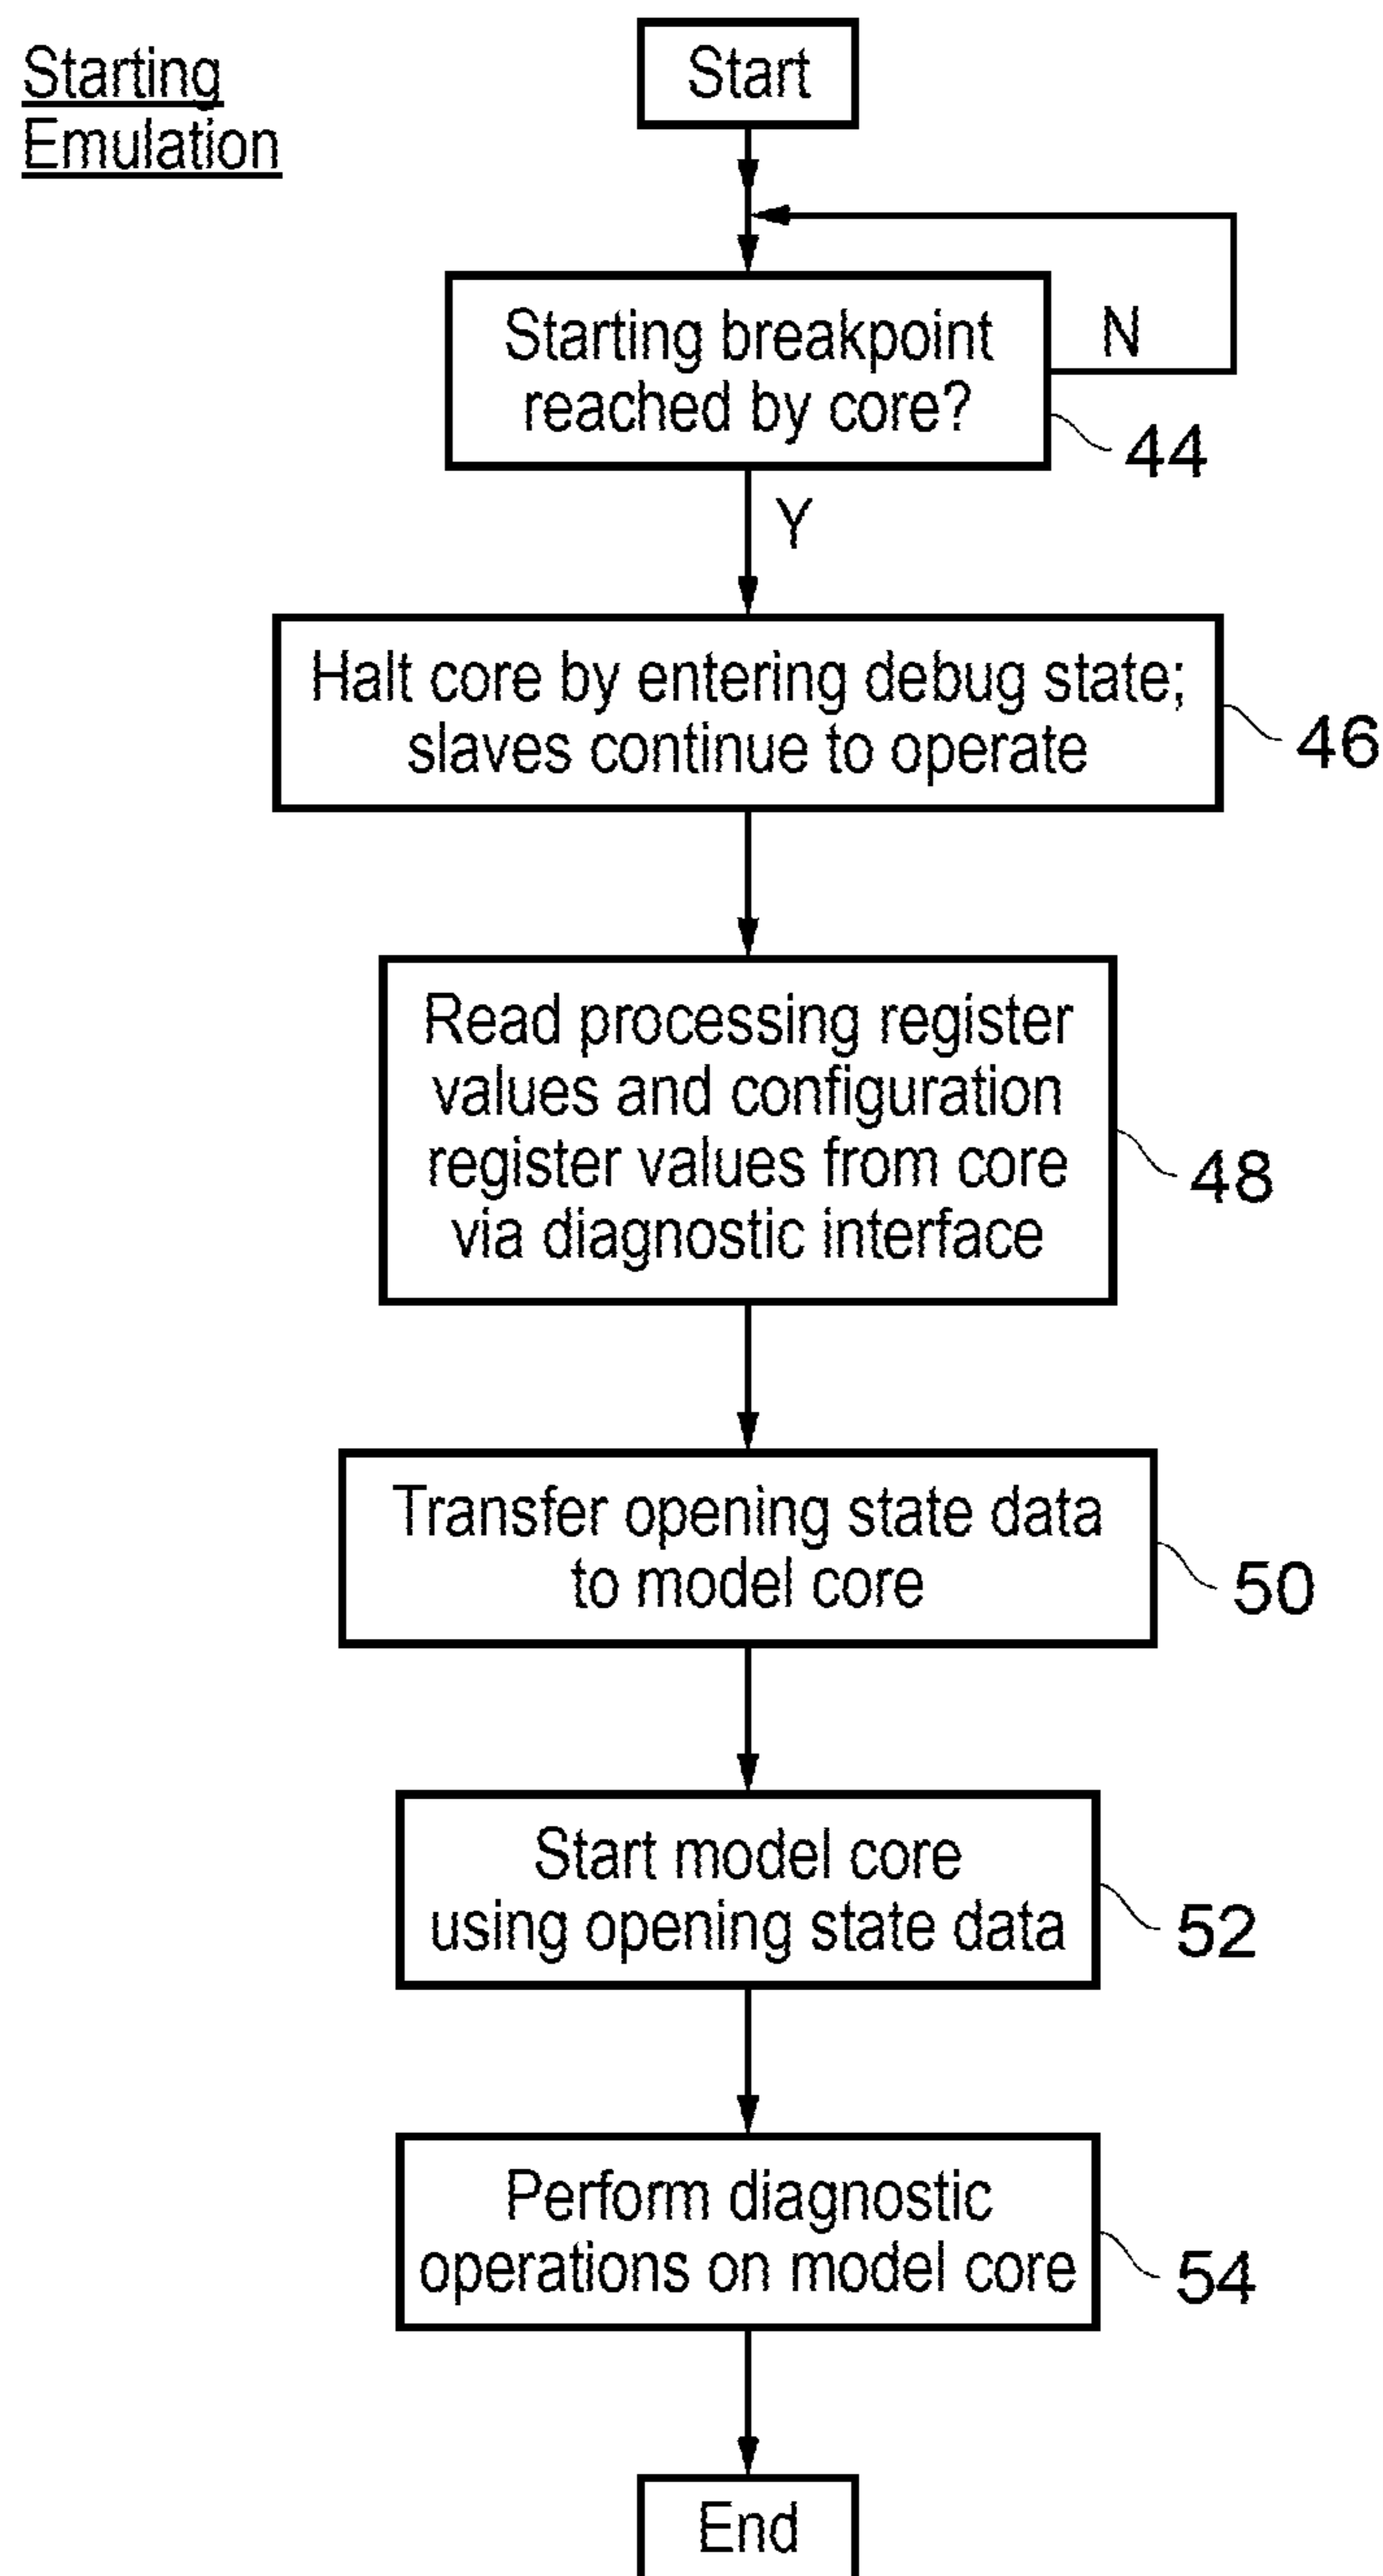 Starting
Emulation
Start
Starting breakpoint
reached by core?
N
44
Y
Halt core by entering debug state;
slaves continue to operate
46
Read processing register
values and configuration
register values from core
via diagnostic interface
48
Transfer opening state data
to model core
50
Start model core
using opening state data
52
Perform diagnostic
operations on model core
54
End